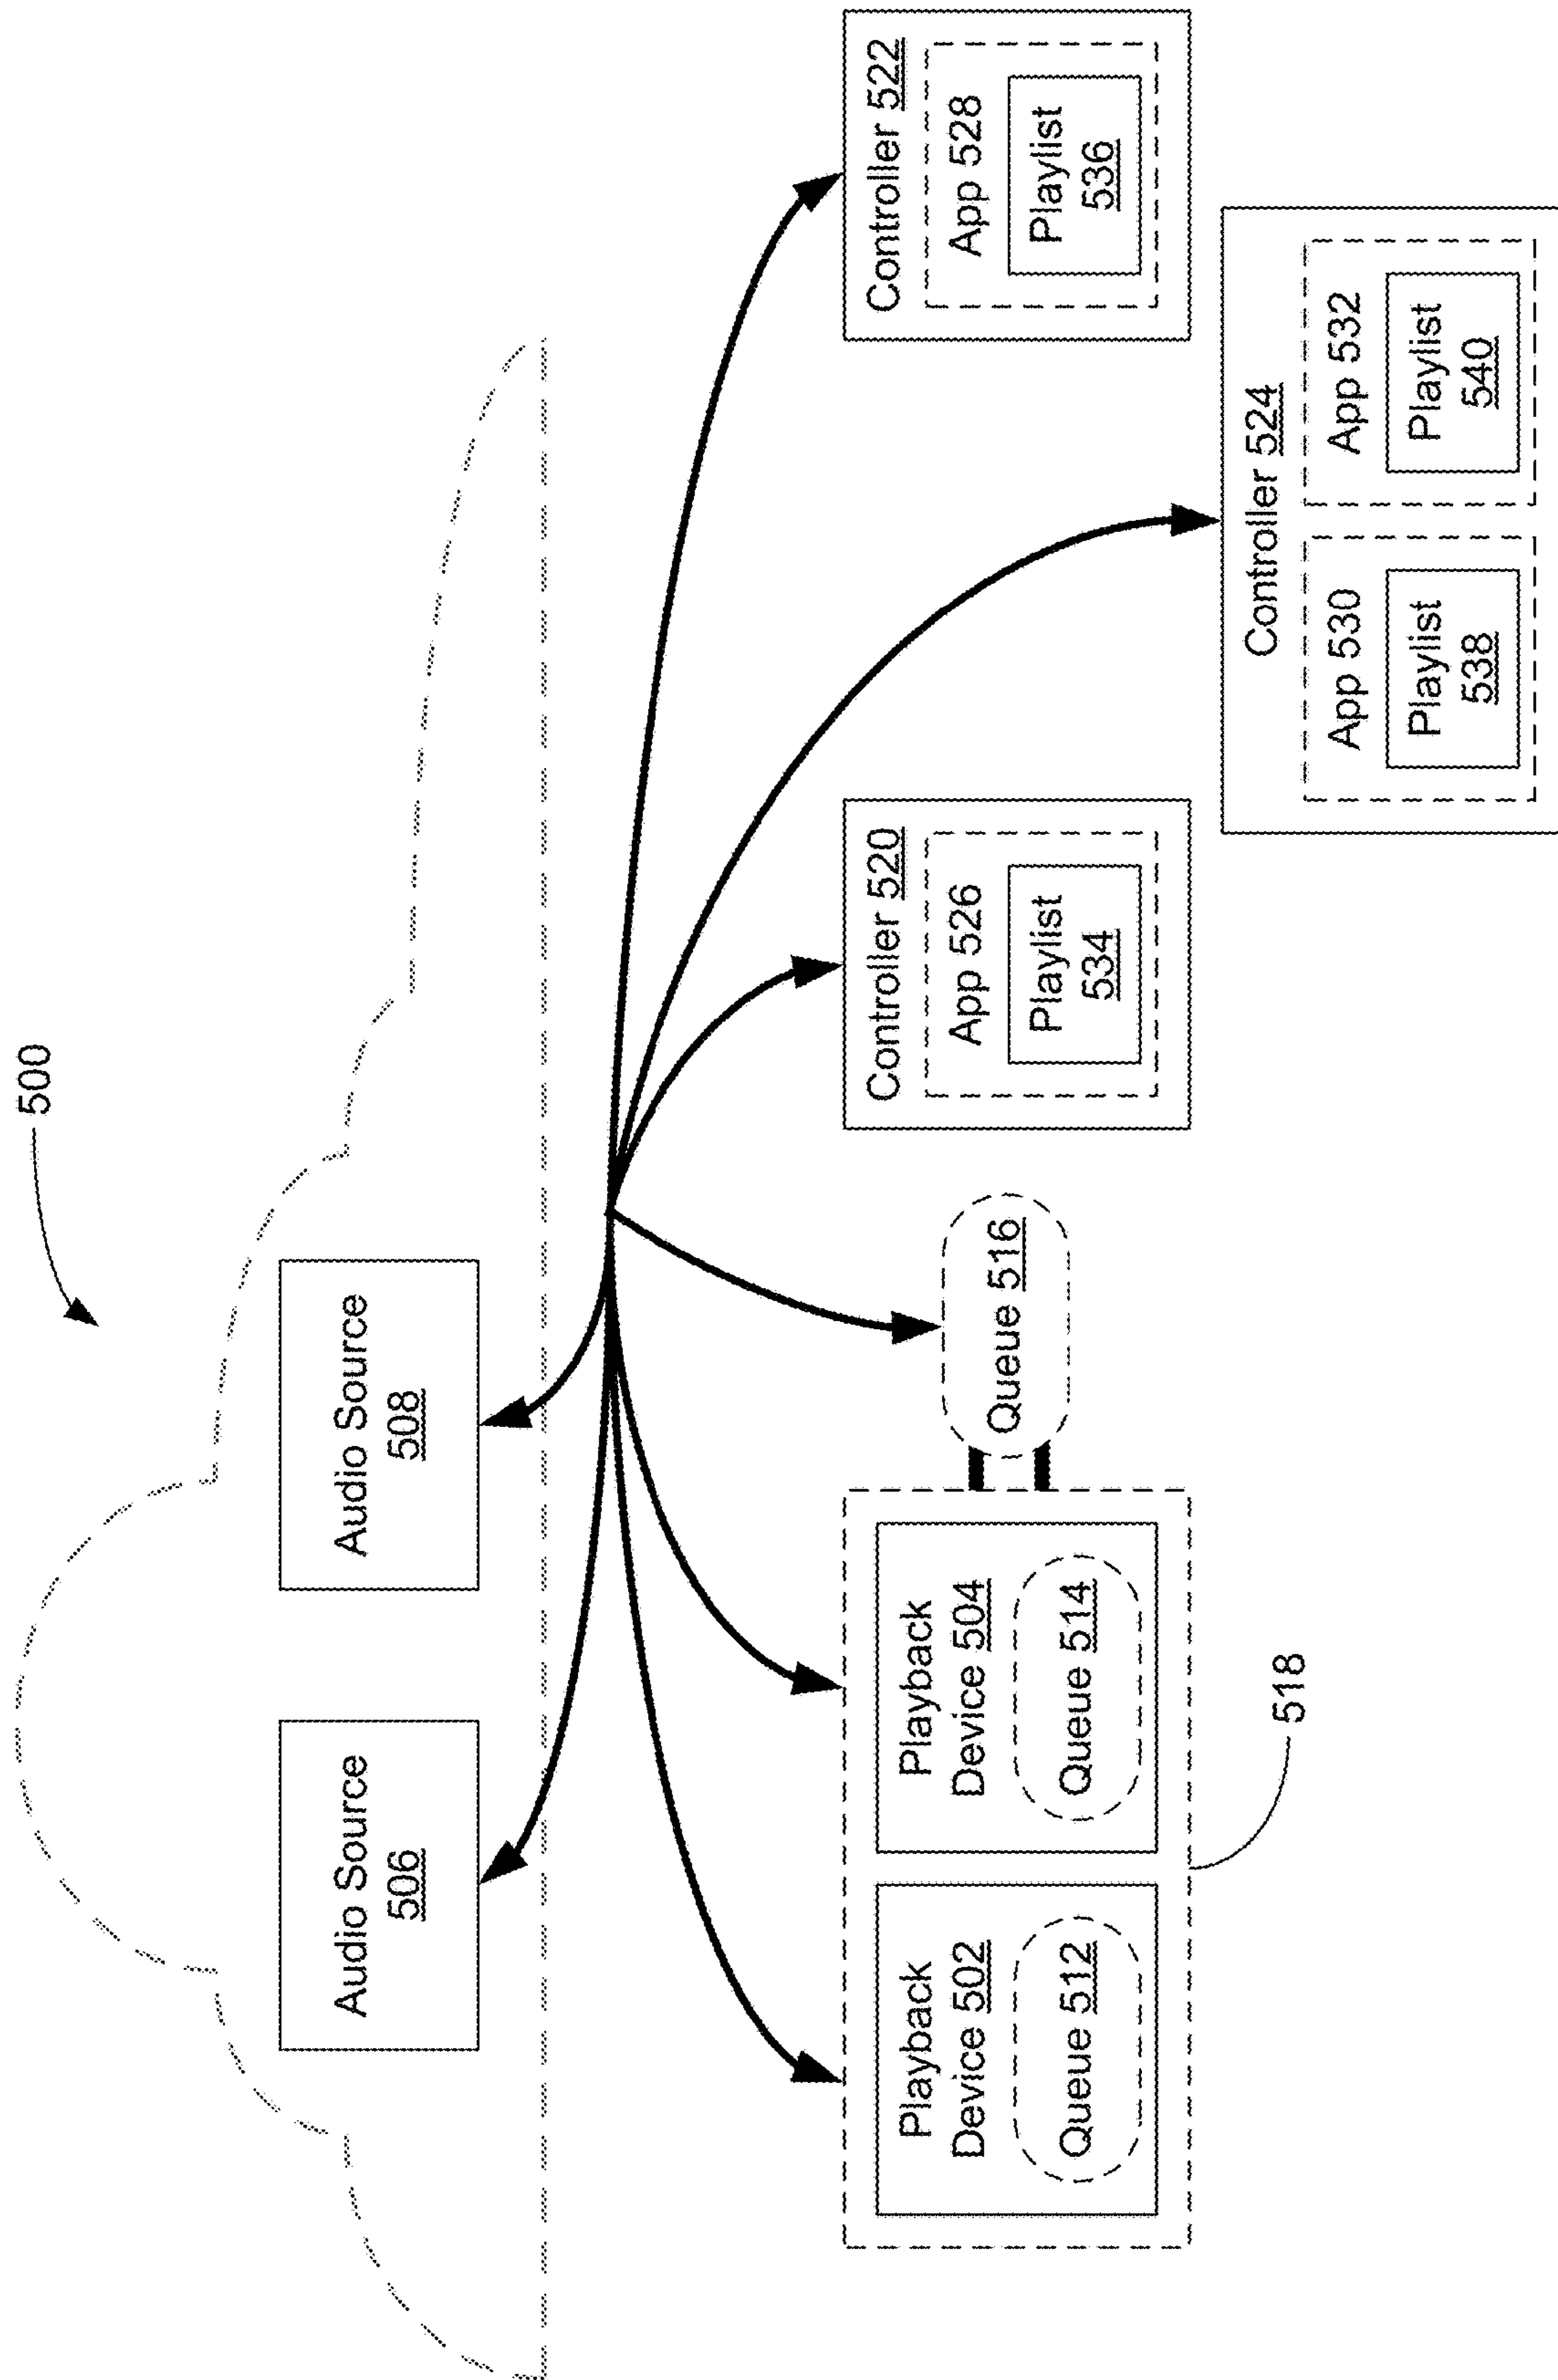 500
Audio Source
506
Audio Source
508
Playback
Device 502
Queue 512
Playback
Device 504
Queue 514
518
Queue 516
Controller 520
App 526
Playlist
534
Controller 522
App 528
Playlist
536
Controller 524
App 530
Playlist
538
App 532
Playlist
540